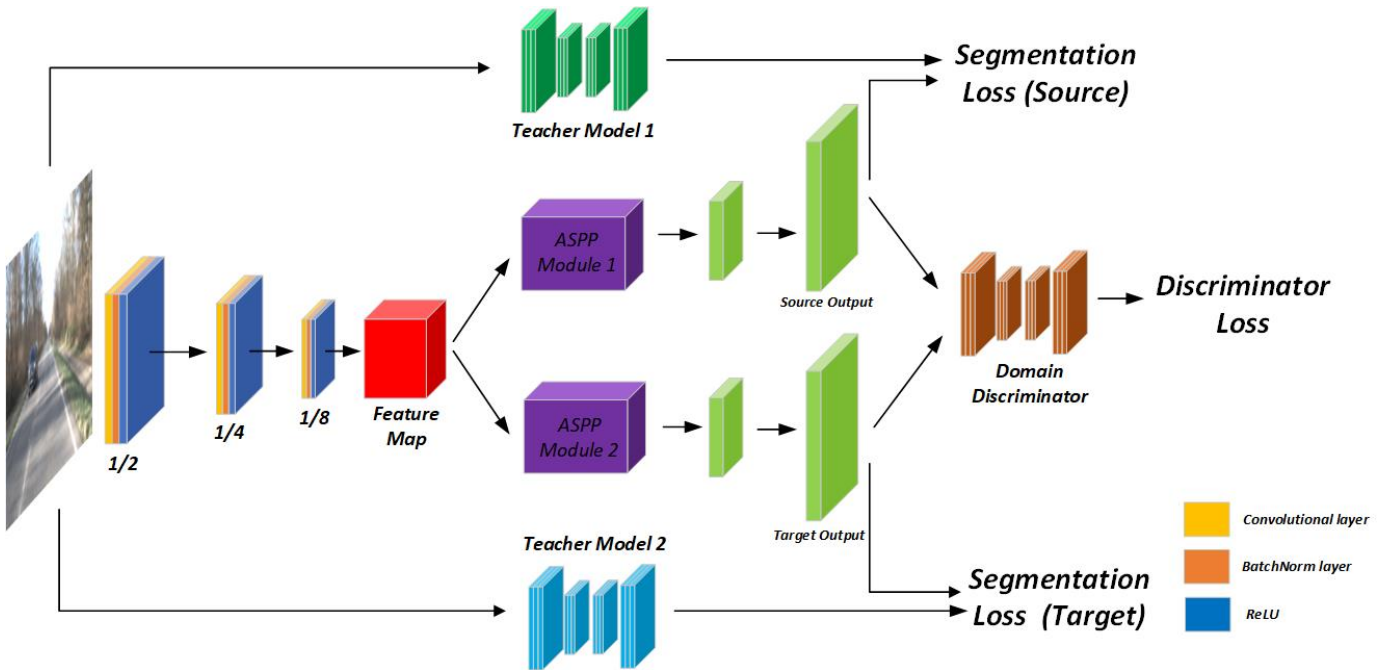 Segmentation
Loss (Source)
Teacher Model 1
ASPP
Module 1
Source Output
1/2
1/4
1/8
Feature
Map
ASPP
Module 2
Target Output
Domain
Discriminator
Discriminator
Loss
Teacher Model 2
Segmentation
Loss (Target)
Convolutional layer
BatchNorm layer
ReLU